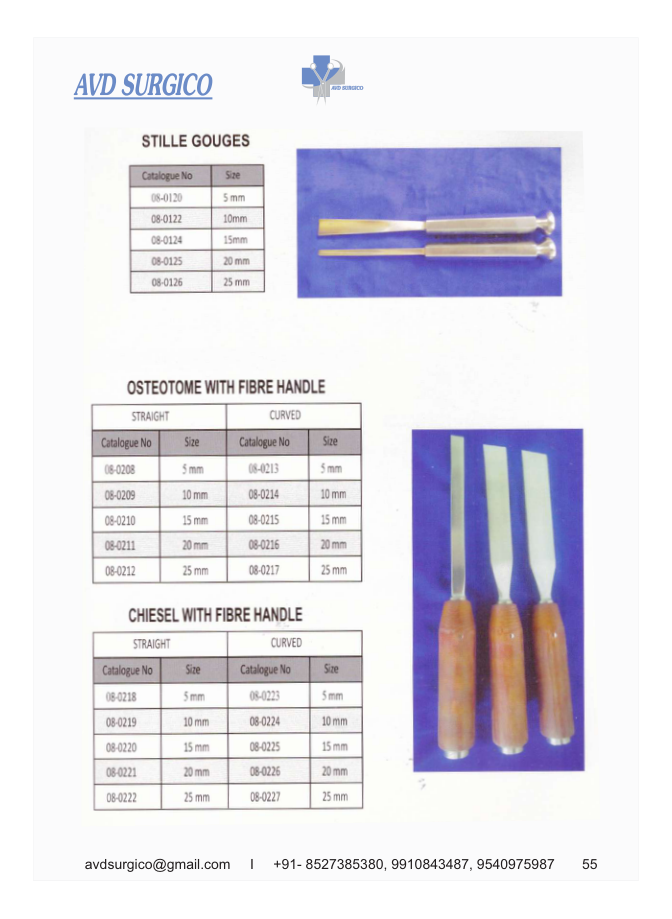 AVD SURGICO
AVD SURGICO
STILLE GOUGES
Catalogue No Size
08-0120 5 mm
08-0122 10mm
08-0124 15mm
08-0125 20 mm
08-0126 25 mm
OSTEOTOME WITH FIBRE HANDLE
STRAIGHT CURVED
Catalogue No Size Catalogue No Size
08-0208 5 mm 08-0213 5 mm
08-0209 10 mm 08-0214 10 mm
08-0210 15 mm 08-0215 15 mm
08-0211 20 mm 08-0216 20 mm
08-0212 25 mm 08-0217 25 mm
CHIESEL WITH FIBRE HANDLE
STRAIGHT CURVED
Catalogue No Size Catalogue No Size
08-0218 5 mm 08-0223 5 mm
08-0219 10 mm 08-0224 10 mm
08-0220 15 mm 08-0225 15 mm
08-0221 20 mm 08-0226 20 mm
08-0222 25 mm 08-0227 25 mm
avdsurgico@gmail.com I +91- 8527385380, 9910843487, 9540975987 55